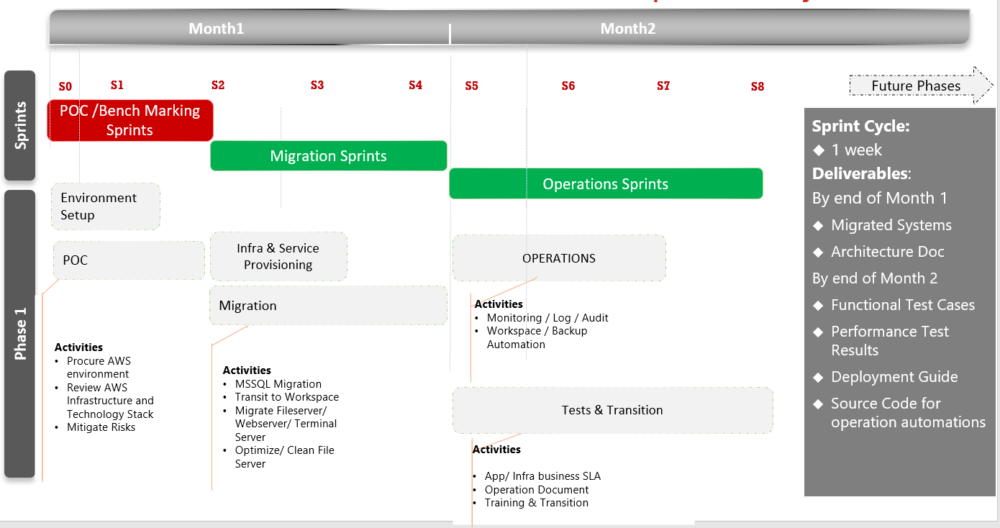 Month1
Month2
S0
S1
S2
S3
S4
S5
S6
S7
S8
Future Phases
Sprints
POC /Bench Marking
Sprints
Migration Sprints
Operations Sprints
Phase 1
Environment
Setup
POC
Activities
• Procure AWS
environment
• Review AWS
Infrastructure and
Technology Stack
• Mitigate Risks
Infra & Service
Provisioning
Migration
Activities
• MSSQL Migration
• Transit to Workspace
• Migrate Fileserver/
Webserver/ Terminal
Server
• Optimize/ Clean File
Server
OPERATIONS
Activities
• Monitoring / Log / Audit
• Workspace / Backup
Automation
Tests & Transition
Activities
• App/ Infra business SLA
• Operation Document
• Training & Transition
Sprint Cycle:
◆ 1 week
Deliverables:
By end of Month 1
◆ Migrated Systems
◆ Architecture Doc
By end of Month 2
◆ Functional Test Cases
◆ Performance Test
Results
◆ Deployment Guide
◆ Source Code for
operation automations